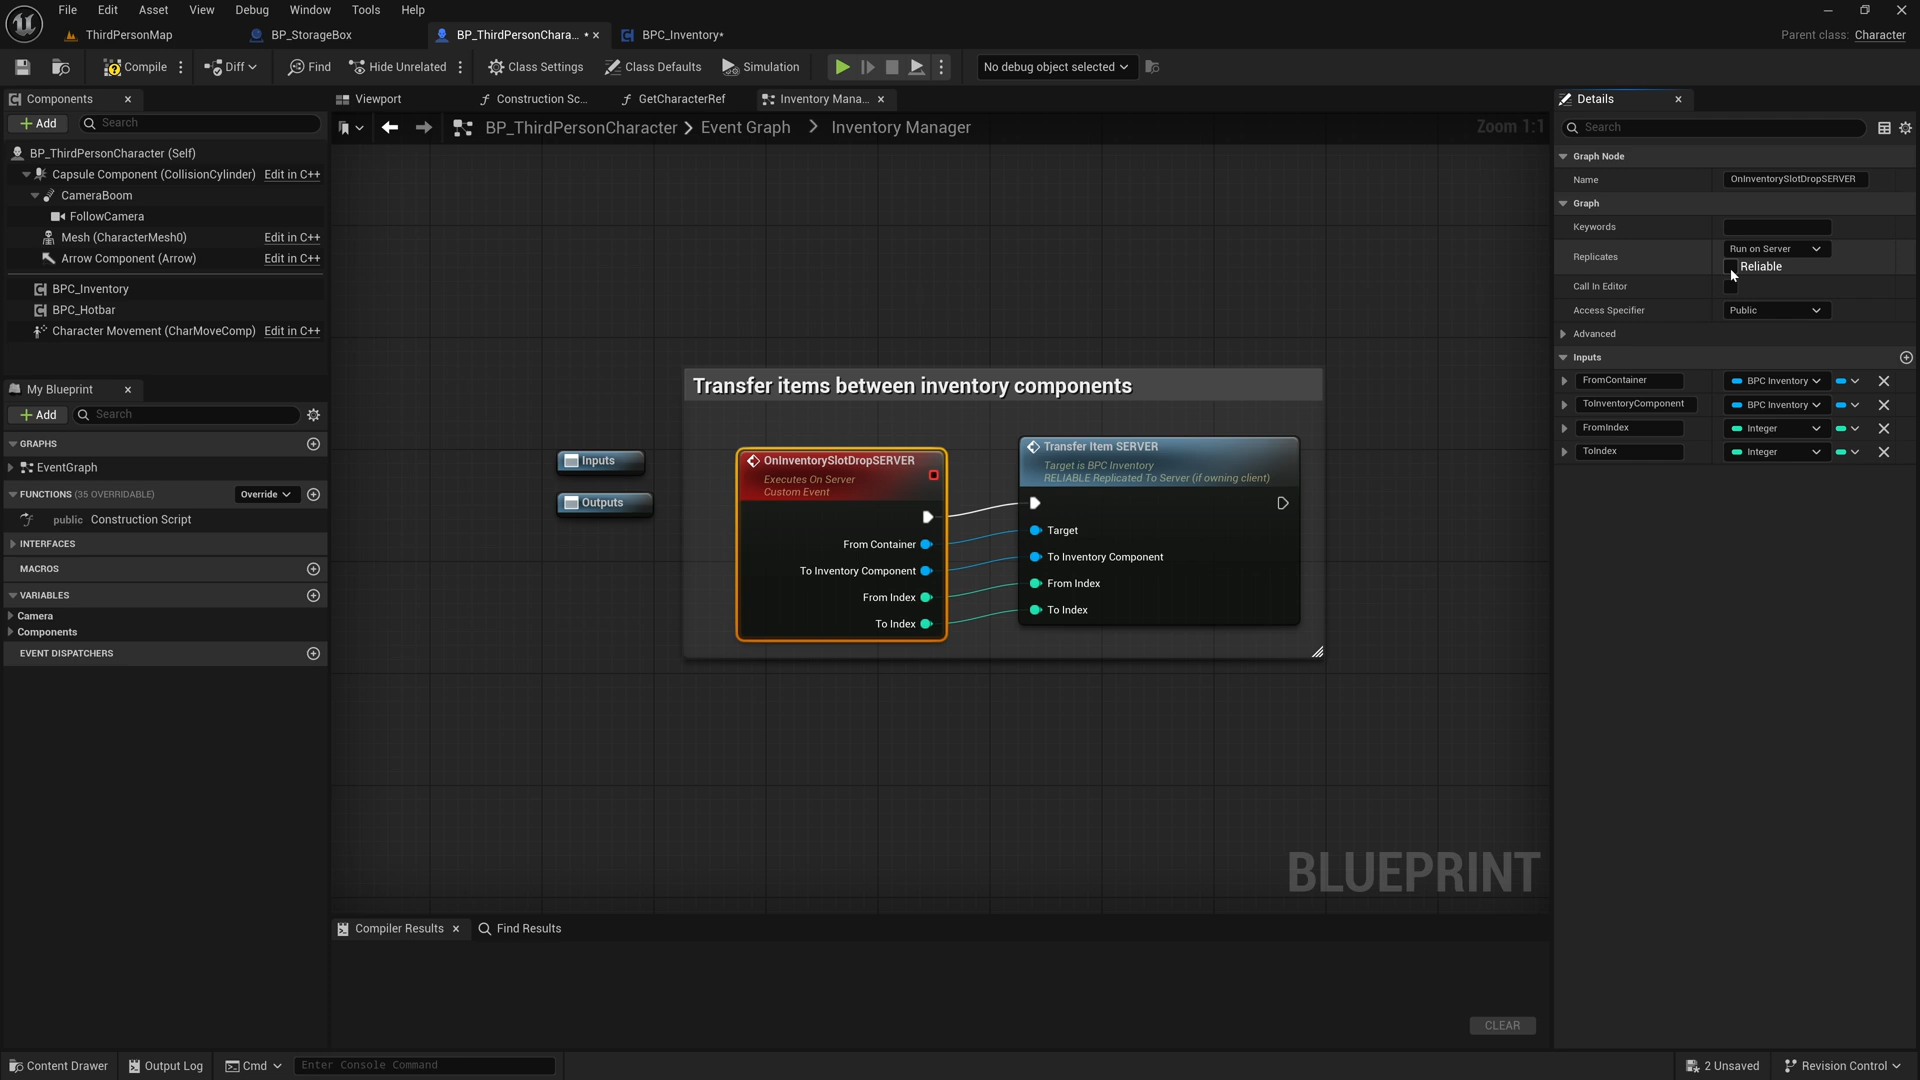 File Edit Asset View Debug Window Tools Help
ThirdPersonMap BP_StorageBox BP_ThirdPersonChara... * BPC_Inventory* Parent class: Character
Compile Diff Find Hide Unrelated Class Settings Class Defaults Simulation No debug object selected
Components Viewport Construction Sc... GetCharacterRef Inventory Mana... Details
Add Search BP_ThirdPersonCharacter > Event Graph > Inventory Manager Zoom 1:1 Search
BP_ThirdPersonCharacter (Self)
Capsule Component (CollisionCylinder) Edit in C++
CameraBoom
FollowCamera
Mesh (CharacterMesh0) Edit in C++
Arrow Component (Arrow) Edit in C++
BPC_Inventory
BPC_Hotbar
Character Movement (CharMoveComp) Edit in C++
My Blueprint
Add Search
GRAPHS
EventGraph
FUNCTIONS (35 OVERRIDABLE) Override
public Construction Script
INTERFACES
MACROS
VARIABLES
Camera
Components
EVENT DISPATCHERS
Transfer items between inventory components
Inputs
Outputs
OnInventorySlotDropSERVER
Executes On Server
Custom Event
From Container
To Inventory Component
From Index
To Index
Transfer Item SERVER
Target is BPC Inventory
RELIABLE Replicated To Server (if owning client)
Target
To Inventory Component
From Index
To Index
BLUEPRINT
Graph Node
Name OnInventorySlotDropSERVER
Graph
Keywords
Replicates Run on Server
Reliable
Call In Editor
Access Specifier Public
Advanced
Inputs
FromContainer BPC Inventory
ToInventoryComponent BPC Inventory
FromIndex Integer
ToIndex Integer
Compiler Results Find Results
CLEAR
Content Drawer Output Log Cmd Enter Console Command 2 Unsaved Revision Control